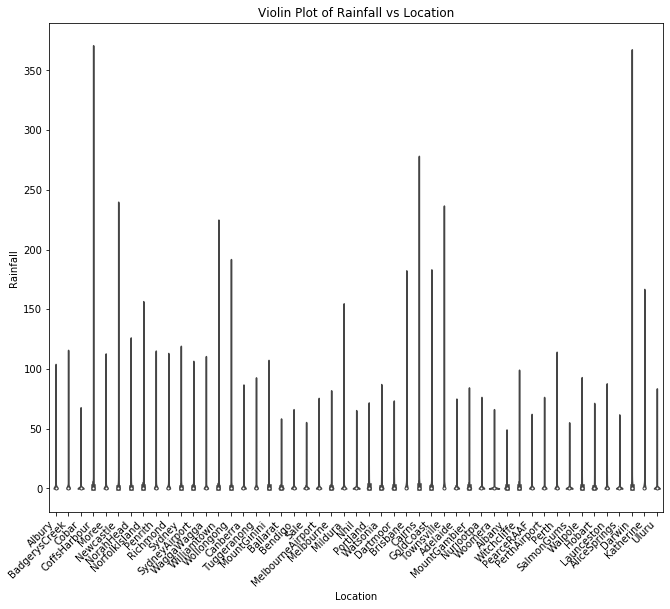 Violin Plot of Rainfall vs Location
Rainfall
350
300
250
200
150
100
50
0
Albury
BadgerysCreek
Cobar
CoffsHarbour
Moree
Newcastle
NorahHead
NorfolkIsland
Penrith
Richmond
Sydney
SydneyAirport
WaggaWagga
Williamtown
Wollongong
Canberra
Tuggeranong
MountGinini
Ballarat
Bendigo
Sale
MelbourneAirport
Melbourne
Mildura
Nhil
Portland
Watsonia
Dartmoor
Brisbane
Cairns
GoldCoast
Townsville
Adelaide
MountGambier
Nuriootpa
Woomera
Albany
Witchcliffe
PearceRAAF
PerthAirport
Perth
SalmonGums
Walpole
Hobart
Launceston
AliceSprings
Darwin
Katherine
Uluru
Location